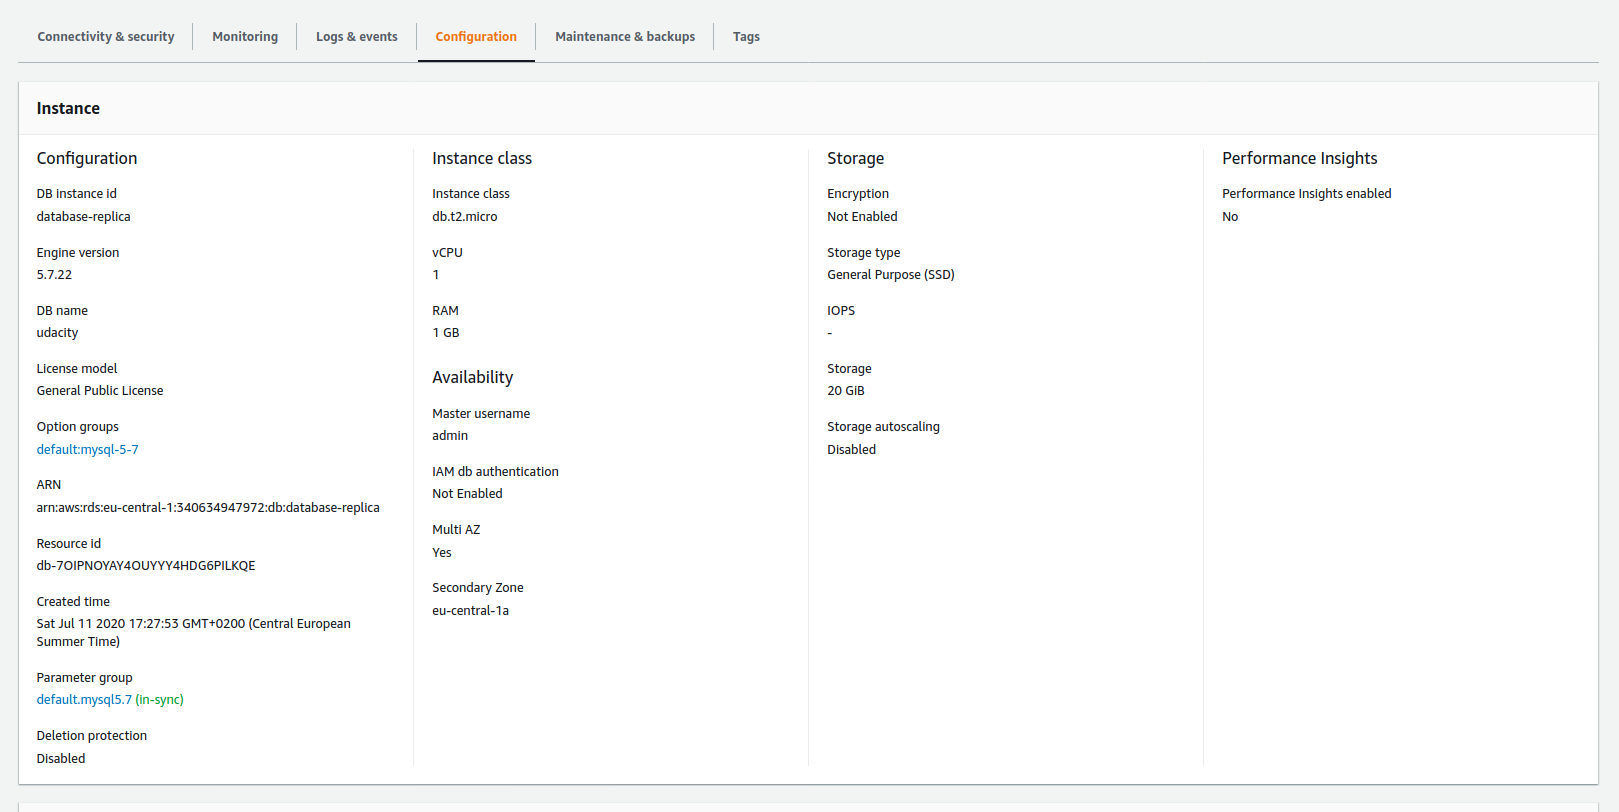 Connectivity & security
Monitoring
Logs & events
Configuration
Maintenance & backups
Tags
Instance
Configuration
DB instance id
database-replica
Engine version
5.7.22
DB name
udacity
License model
General Public License
Option groups
default:mysql-5-7
ARN
arn:aws:rds:eu-central-1:340634947972:db:database-replica
Resource id
db-7OIPNOYAY4OUYYY4HDG6PILKQE
Created time
Sat Jul 11 2020 17:27:53 GMT+0200 (Central European
Summer Time)
Parameter group
default.mysql5.7 (in-sync)
Deletion protection
Disabled
Instance class
Instance class
db.t2.micro
vCPU
1
RAM
1 GB
Availability
Master username
admin
IAM db authentication
Not Enabled
Multi AZ
Yes
Secondary Zone
eu-central-1a
Storage
Encryption
Not Enabled
Storage type
General Purpose (SSD)
IOPS
-
Storage
20 GiB
Storage autoscaling
Disabled
Performance Insights
Performance Insights enabled
No